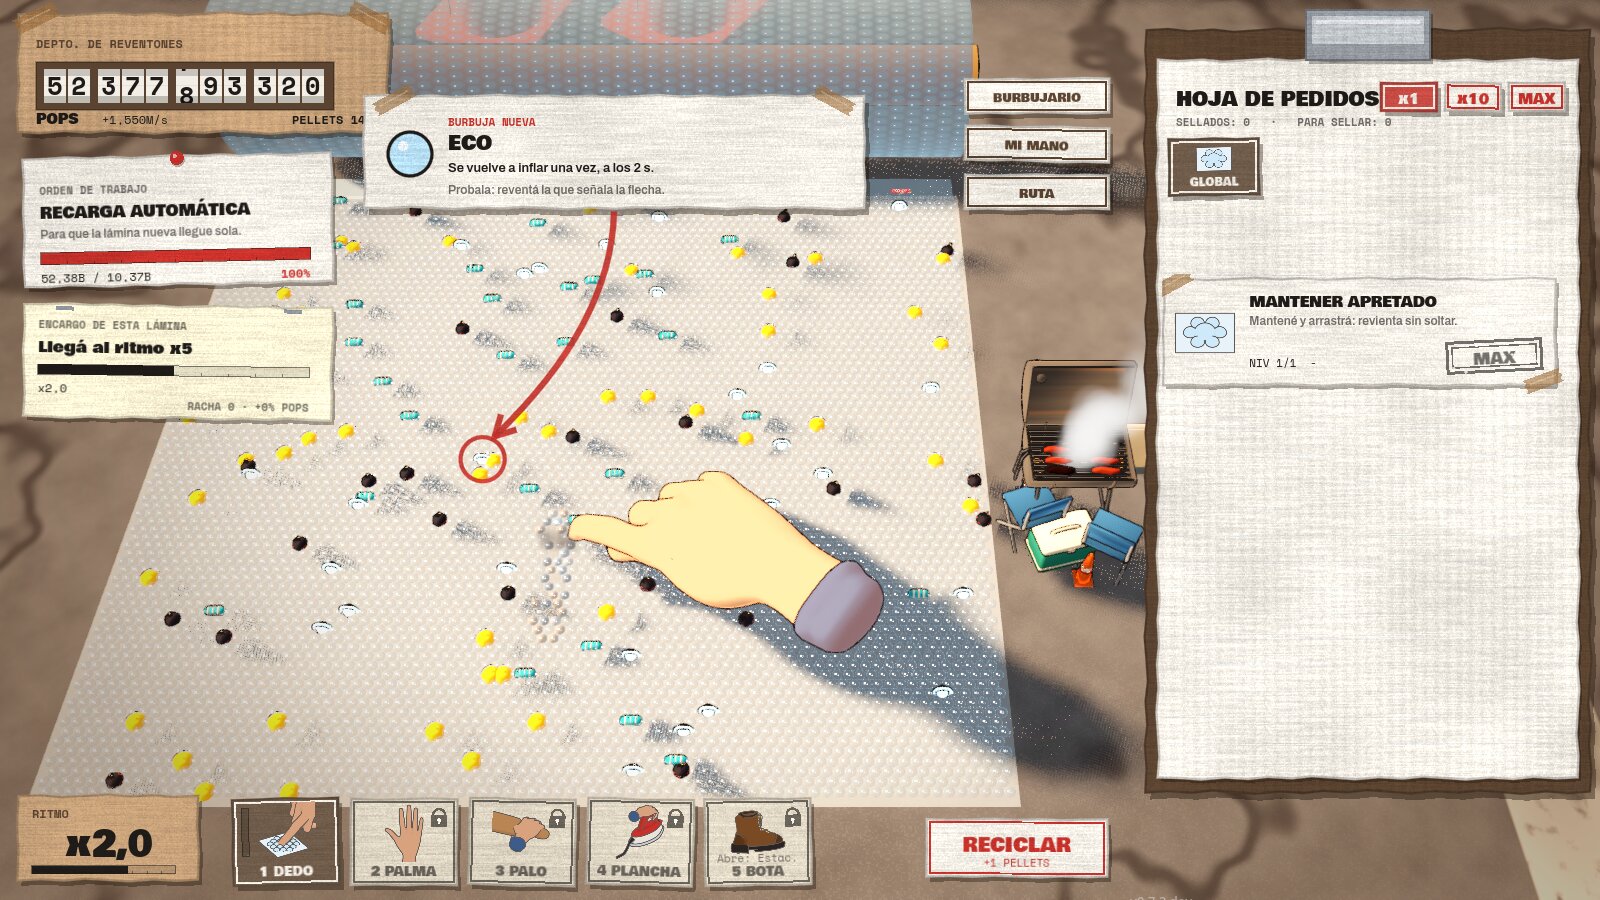 DEPTO. DE REVENTONES
52 377 893 320
POPS +1.550M/s PELLETS 14
ORDEN DE TRABAJO
RECARGA AUTOMÁTICA
Para que la lámina nueva llegue sola.
52.38B / 10.37B 100%
ENCARGO DE ESTA LÁMINA
Llegá al ritmo x5
x2.0
RACHA 0 · +0% POPS
BURBUJA NUEVA
ECO
Se vuelve a inflar una vez, a los 2 s.
Probala: reventá la que señala la flecha.
BURBUJARIO
MI MANO
RUTA
HOJA DE PEDIDOS x1 x10 MAX
SELLADOS: 0 · PARA SELLAR: 0
GLOBAL
MANTENER APRETADO
Mantené y arrastrá: revienta sin soltar.
NIV 1/1 - MAX
RITMO
x2,0
1 DEDO
2 PALMA
3 PALO
4 PLANCHA
Abre: Estac.
5 BOTA
RECICLAR
+1 PELLETS